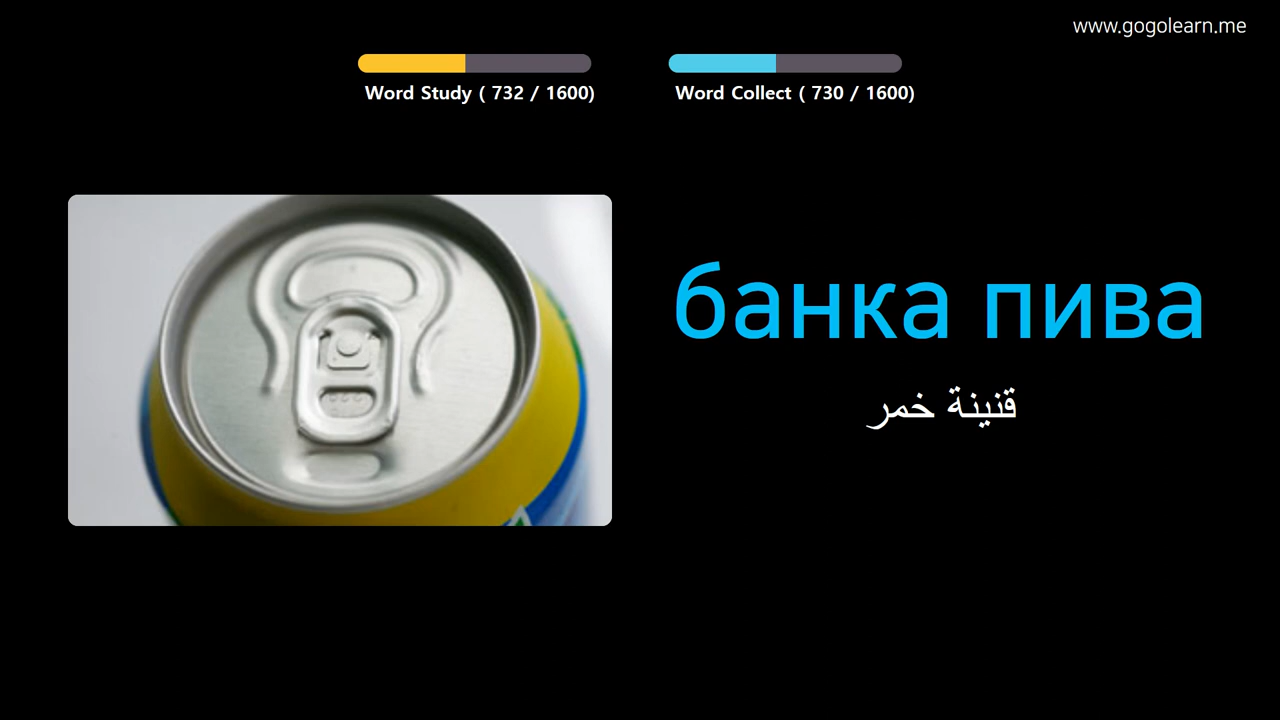 www.gogolearn.me
Word Study ( 732 / 1600)
Word Collect ( 730 / 1600)
банка пива
قنينة خمر